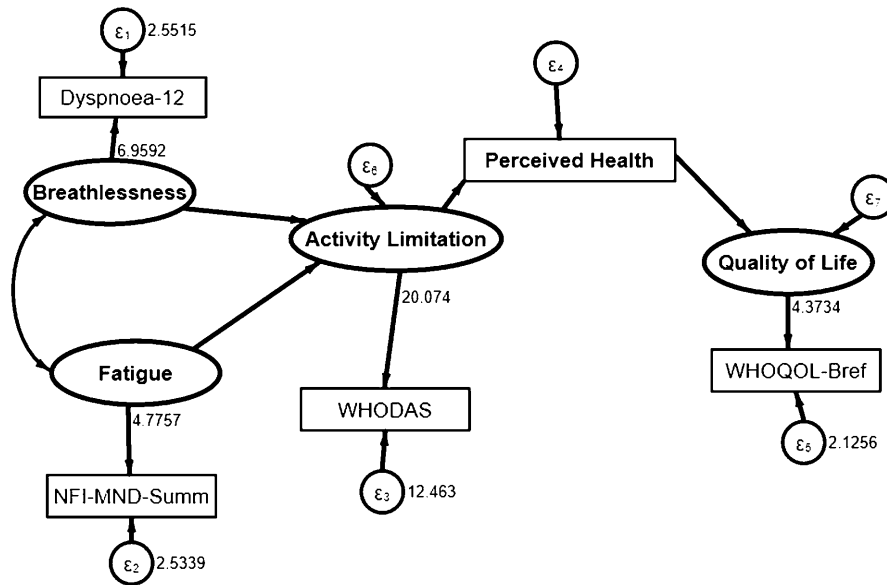 ε1 2.5515
Dyspnoea-12
6.9592
Breathlessness
ε4
Perceived Health
ε6
Activity Limitation
20.074
ε7
Quality of Life
4.3734
Fatigue
4.7757
WHODAS
ε3 12.463
WHOQOL-Bref
ε5 2.1256
NFI-MND-Summ
ε2 2.5339